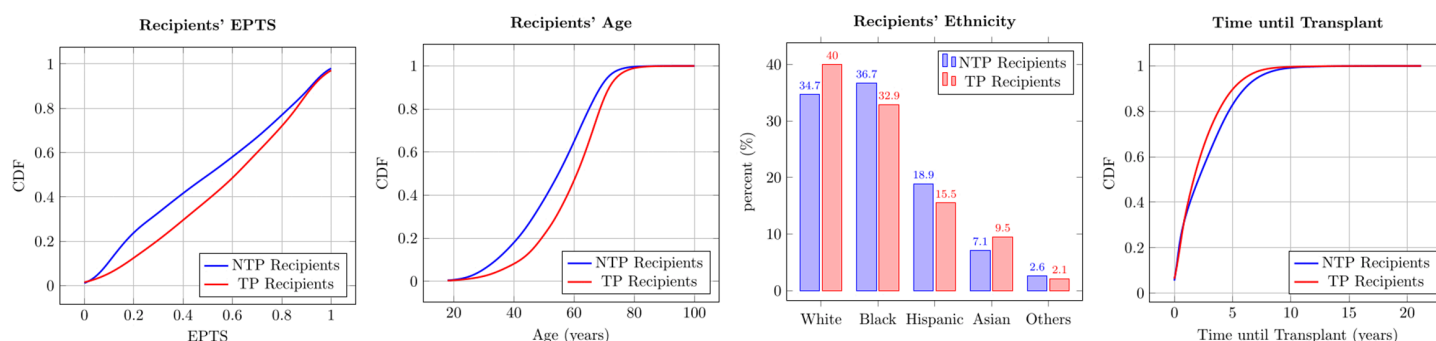 Recipients' EPTS
1
0.8
0.6
0.4
0.2
0
CDF
0 0.2 0.4 0.6 0.8 1
EPTS
NTP Recipients
TP Recipients
Recipients' Age
1
0.8
0.6
0.4
0.2
0
CDF
20 40 60 80 100
Age (years)
NTP Recipients
TP Recipients
Recipients' Ethnicity
40
30
20
10
0
percent (%)
34.7 36.7 18.9 7.1 2.6
40 32.9 15.5 9.5 2.1
White Black Hispanic Asian Others
NTP Recipients
TP Recipients
Time until Transplant
1
0.8
0.6
0.4
0.2
0
CDF
0 5 10 15 20
Time until Transplant (years)
NTP Recipients
TP Recipients